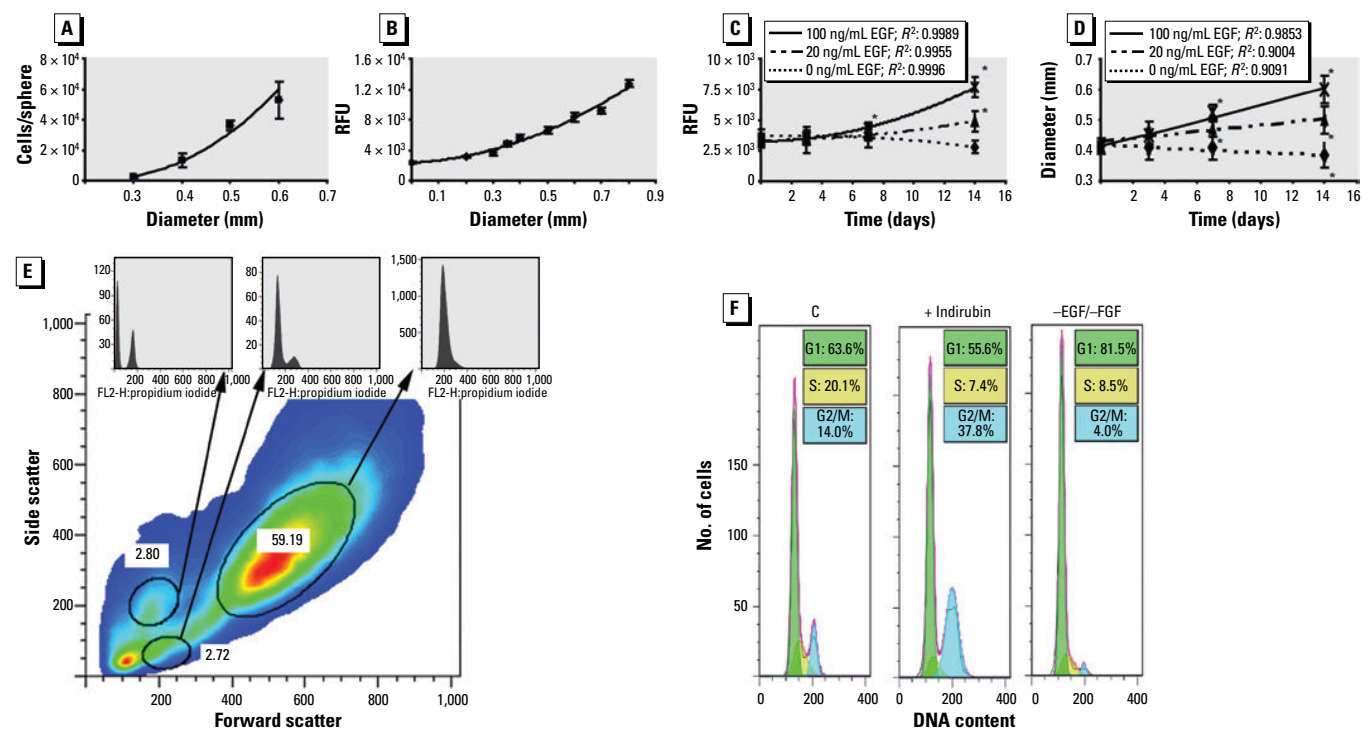 A
Cells/sphere
8 × 10⁴
6 × 10⁴
4 × 10⁴
2 × 10⁴
0
0.3 0.4 0.5 0.6 0.7
Diameter (mm)
B
RFU
1.6 × 10⁴
1.2 × 10⁴
8 × 10³
4 × 10³
0
0.1 0.3 0.5 0.7 0.9
Diameter (mm)
C
100 ng/mL EGF; R²: 0.9989
20 ng/mL EGF; R²: 0.9955
0 ng/mL EGF; R²: 0.9996
RFU
10 × 10³
7.5 × 10³
5 × 10³
2.5 × 10³
0
* * *
2 4 6 8 10 12 14 16
Time (days)
D
100 ng/mL EGF; R²: 0.9853
20 ng/mL EGF; R²: 0.9004
0 ng/mL EGF; R²: 0.9091
Diameter (mm)
0.7
0.6
0.5
0.4
0.3
* * * * *
2 4 6 8 10 12 14 16
Time (days)
E
120
90
60
30
200 400 600 800 1,000
FL2-H:propidium iodide
80
60
40
20
200 400 600 800 1,000
FL2-H:propidium iodide
1,500
1,000
500
200 400 600 800 1,000
FL2-H:propidium iodide
Side scatter
1,000
800
600
400
200
0
2.80
59.19
2.72
0 200 400 600 800 1,000
Forward scatter
F
C
G1: 63.6%
S: 20.1%
G2/M:
14.0%
+ Indirubin
G1: 55.6%
S: 7.4%
G2/M:
37.8%
–EGF/–FGF
G1: 81.5%
S: 8.5%
G2/M:
4.0%
No. of cells
150
100
50
0 200 400
0 200 400
0 200 400
DNA content